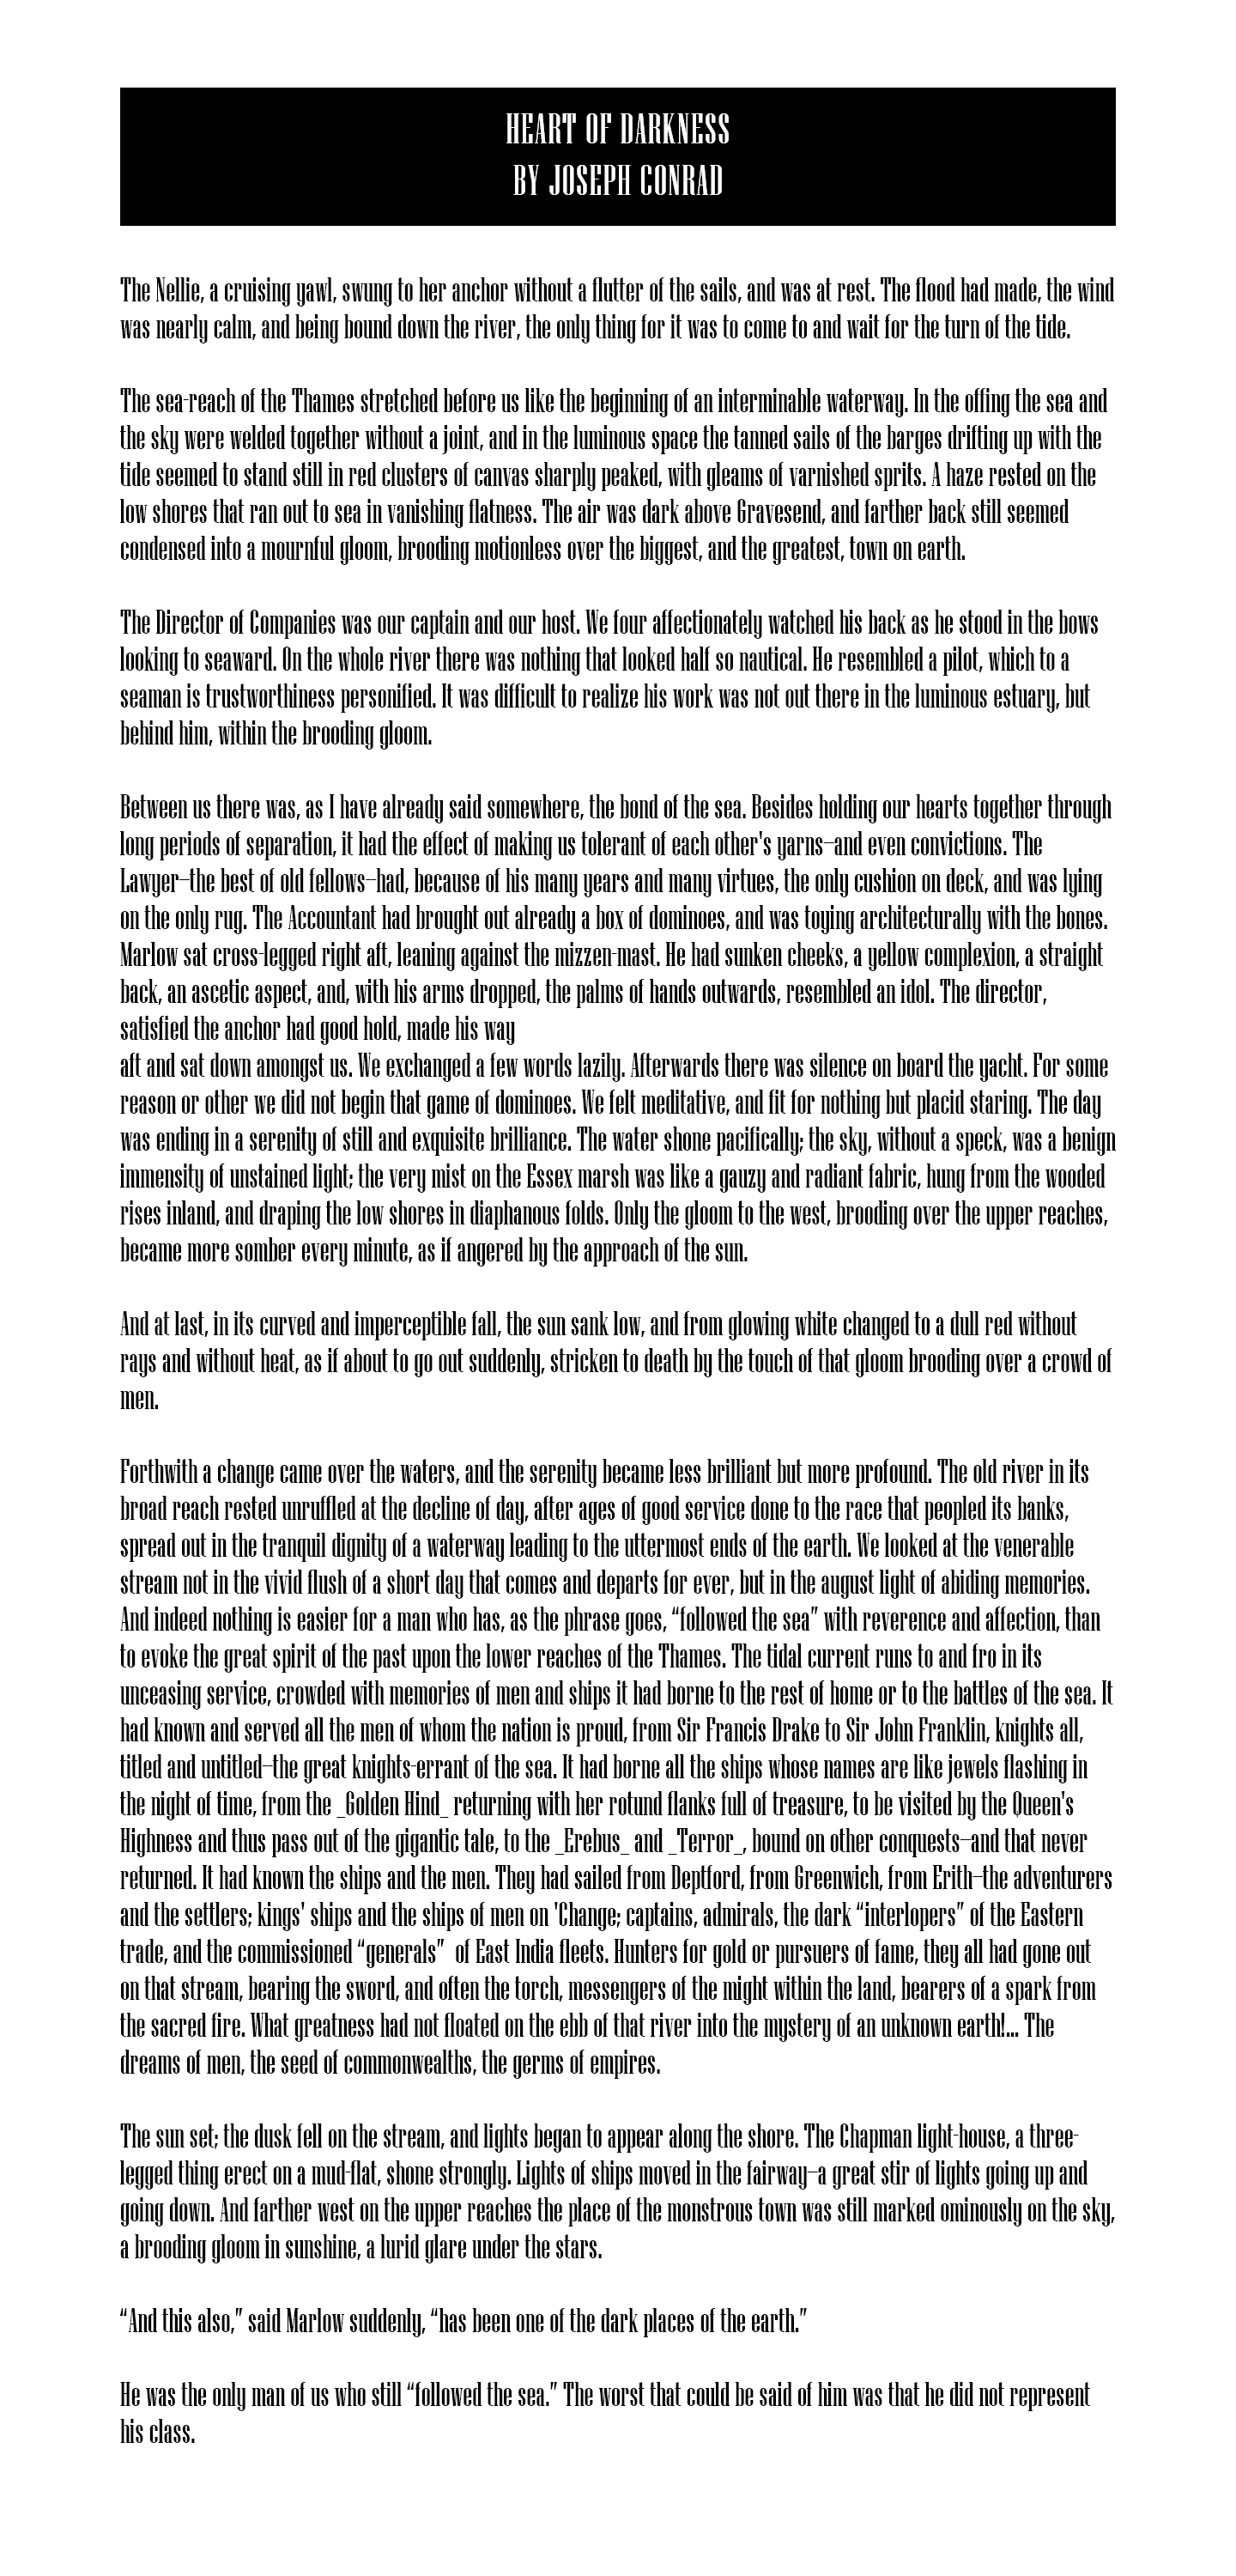 HEART OF DARKNESS
BY JOSEPH CONRAD
The Nellie, a cruising yawl, swung to her anchor without a flutter of the sails, and was at rest. The flood had made, the wind
was nearly calm, and being bound down the river, the only thing for it was to come to and wait for the turn of the tide.
The sea-reach of the Thames stretched before us like the beginning of an interminable waterway. In the offing the sea and
the sky were welded together without a joint, and in the luminous space the tanned sails of the barges drifting up with the
tide seemed to stand still in red clusters of canvas sharply peaked, with gleams of varnished sprits. A haze rested on the
low shores that ran out to sea in vanishing flatness. The air was dark above Gravesend, and farther back still seemed
condensed into a mournful gloom, brooding motionless over the biggest, and the greatest, town on earth.
The Director of Companies was our captain and our host. We four affectionately watched his back as he stood in the bows
looking to seaward. On the whole river there was nothing that looked half so nautical. He resembled a pilot, which to a
seaman is trustworthiness personified. It was difficult to realize his work was not out there in the luminous estuary, but
behind him, within the brooding gloom.
Between us there was, as I have already said somewhere, the bond of the sea. Besides holding our hearts together through
long periods of separation, it had the effect of making us tolerant of each other's yarns—and even convictions. The
Lawyer—the best of old fellows—had, because of his many years and many virtues, the only cushion on deck, and was lying
on the only rug. The Accountant had brought out already a box of dominoes, and was toying architecturally with the bones.
Marlow sat cross-legged right aft, leaning against the mizzen-mast. He had sunken cheeks, a yellow complexion, a straight
back, an ascetic aspect, and, with his arms dropped, the palms of hands outwards, resembled an idol. The director,
satisfied the anchor had good hold, made his way
aft and sat down amongst us. We exchanged a few words lazily. Afterwards there was silence on board the yacht. For some
reason or other we did not begin that game of dominoes. We felt meditative, and fit for nothing but placid staring. The day
was ending in a serenity of still and exquisite brilliance. The water shone pacifically; the sky, without a speck, was a benign
immensity of unstained light; the very mist on the Essex marsh was like a gauzy and radiant fabric, hung from the wooded
rises inland, and draping the low shores in diaphanous folds. Only the gloom to the west, brooding over the upper reaches,
became more somber every minute, as if angered by the approach of the sun.
And at last, in its curved and imperceptible fall, the sun sank low, and from glowing white changed to a dull red without
rays and without heat, as if about to go out suddenly, stricken to death by the touch of that gloom brooding over a crowd of
men.
Forthwith a change came over the waters, and the serenity became less brilliant but more profound. The old river in its
broad reach rested unruffled at the decline of day, after ages of good service done to the race that peopled its banks,
spread out in the tranquil dignity of a waterway leading to the uttermost ends of the earth. We looked at the venerable
stream not in the vivid flush of a short day that comes and departs for ever, but in the august light of abiding memories.
And indeed nothing is easier for a man who has, as the phrase goes, “followed the sea” with reverence and affection, than
to evoke the great spirit of the past upon the lower reaches of the Thames. The tidal current runs to and fro in its
unceasing service, crowded with memories of men and ships it had borne to the rest of home or to the battles of the sea. It
had known and served all the men of whom the nation is proud, from Sir Francis Drake to Sir John Franklin, knights all,
titled and untitled—the great knights-errant of the sea. It had borne all the ships whose names are like jewels flashing in
the night of time, from the _Golden Hind_ returning with her rotund flanks full of treasure, to be visited by the Queen's
Highness and thus pass out of the gigantic tale, to the _Erebus_ and _Terror_, bound on other conquests—and that never
returned. It had known the ships and the men. They had sailed from Deptford, from Greenwich, from Erith—the adventurers
and the settlers; kings' ships and the ships of men on 'Change; captains, admirals, the dark “interlopers” of the Eastern
trade, and the commissioned “generals”  of East India fleets. Hunters for gold or pursuers of fame, they all had gone out
on that stream, bearing the sword, and often the torch, messengers of the might within the land, bearers of a spark from
the sacred fire. What greatness had not floated on the ebb of that river into the mystery of an unknown earth!... The
dreams of men, the seed of commonwealths, the germs of empires.
The sun set; the dusk fell on the stream, and lights began to appear along the shore. The Chapman light-house, a three-
legged thing erect on a mud-flat, shone strongly. Lights of ships moved in the fairway—a great stir of lights going up and
going down. And farther west on the upper reaches the place of the monstrous town was still marked ominously on the sky,
a brooding gloom in sunshine, a lurid glare under the stars.
“And this also,” said Marlow suddenly, “has been one of the dark places of the earth.”
He was the only man of us who still “followed the sea.” The worst that could be said of him was that he did not represent
his class.